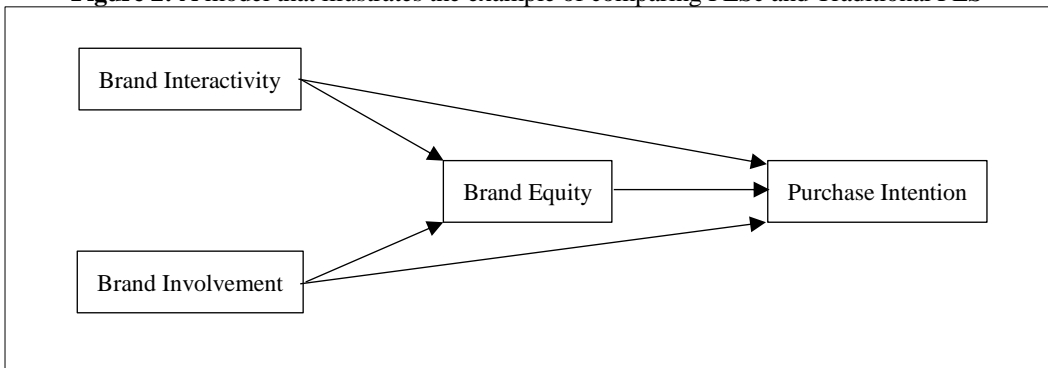 Figure 2: A model that illustrates the example of comparing PLSc and Traditional PLS
Brand Interactivity
Brand Equity
Purchase Intention
Brand Involvement